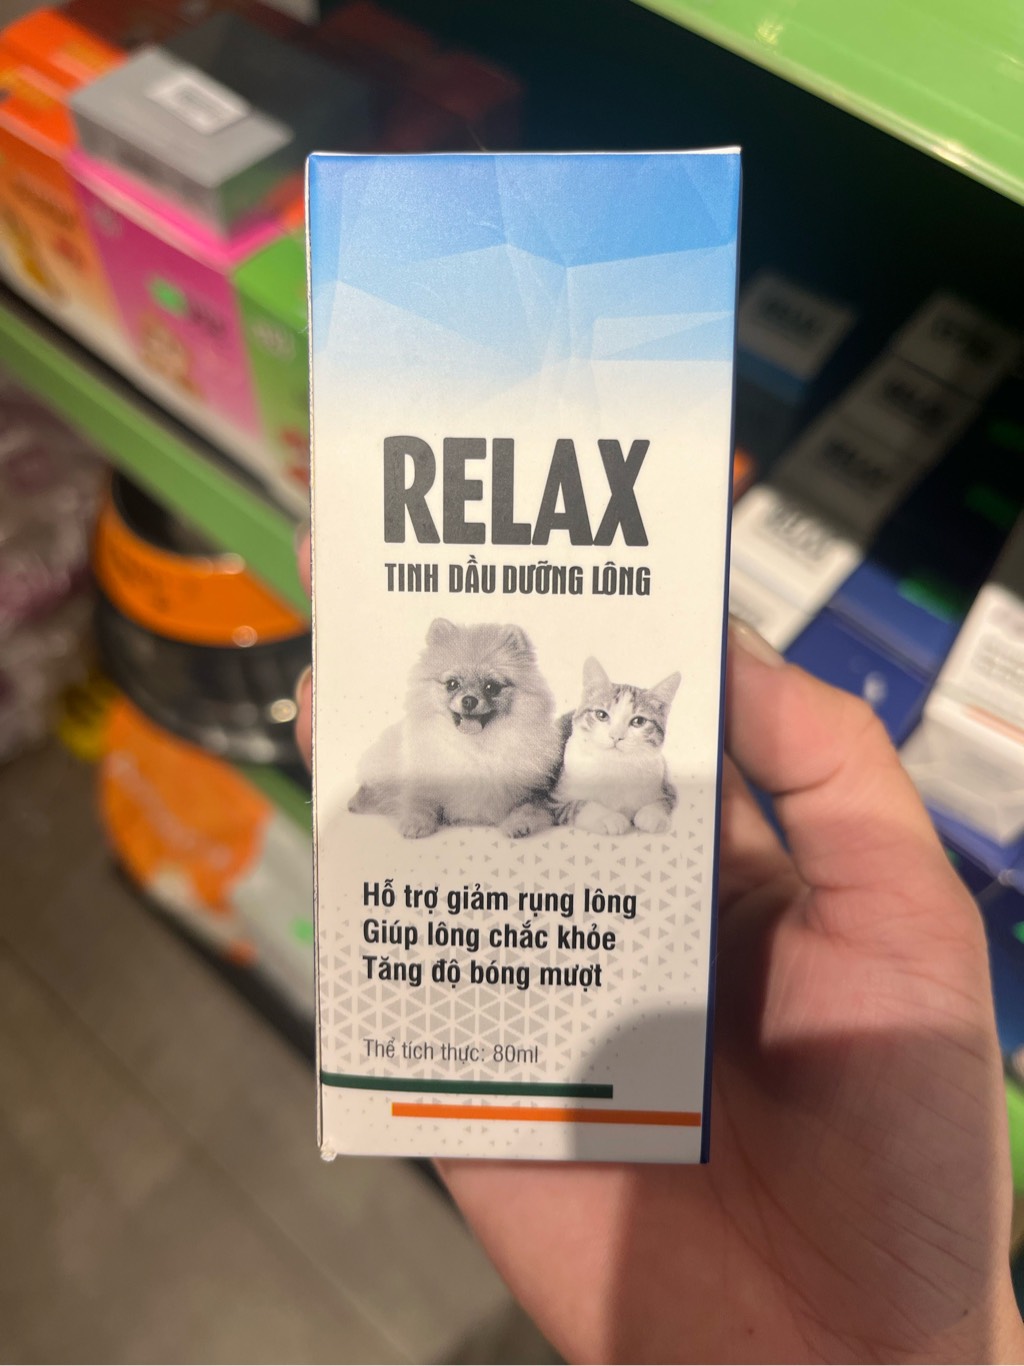 RELAX
TINH DẦU DƯỠNG LÔNG
Hỗ trợ giảm rụng lông
Giúp lông chắc khỏe
Tăng độ bóng mượt
Thể tích thực: 80ml